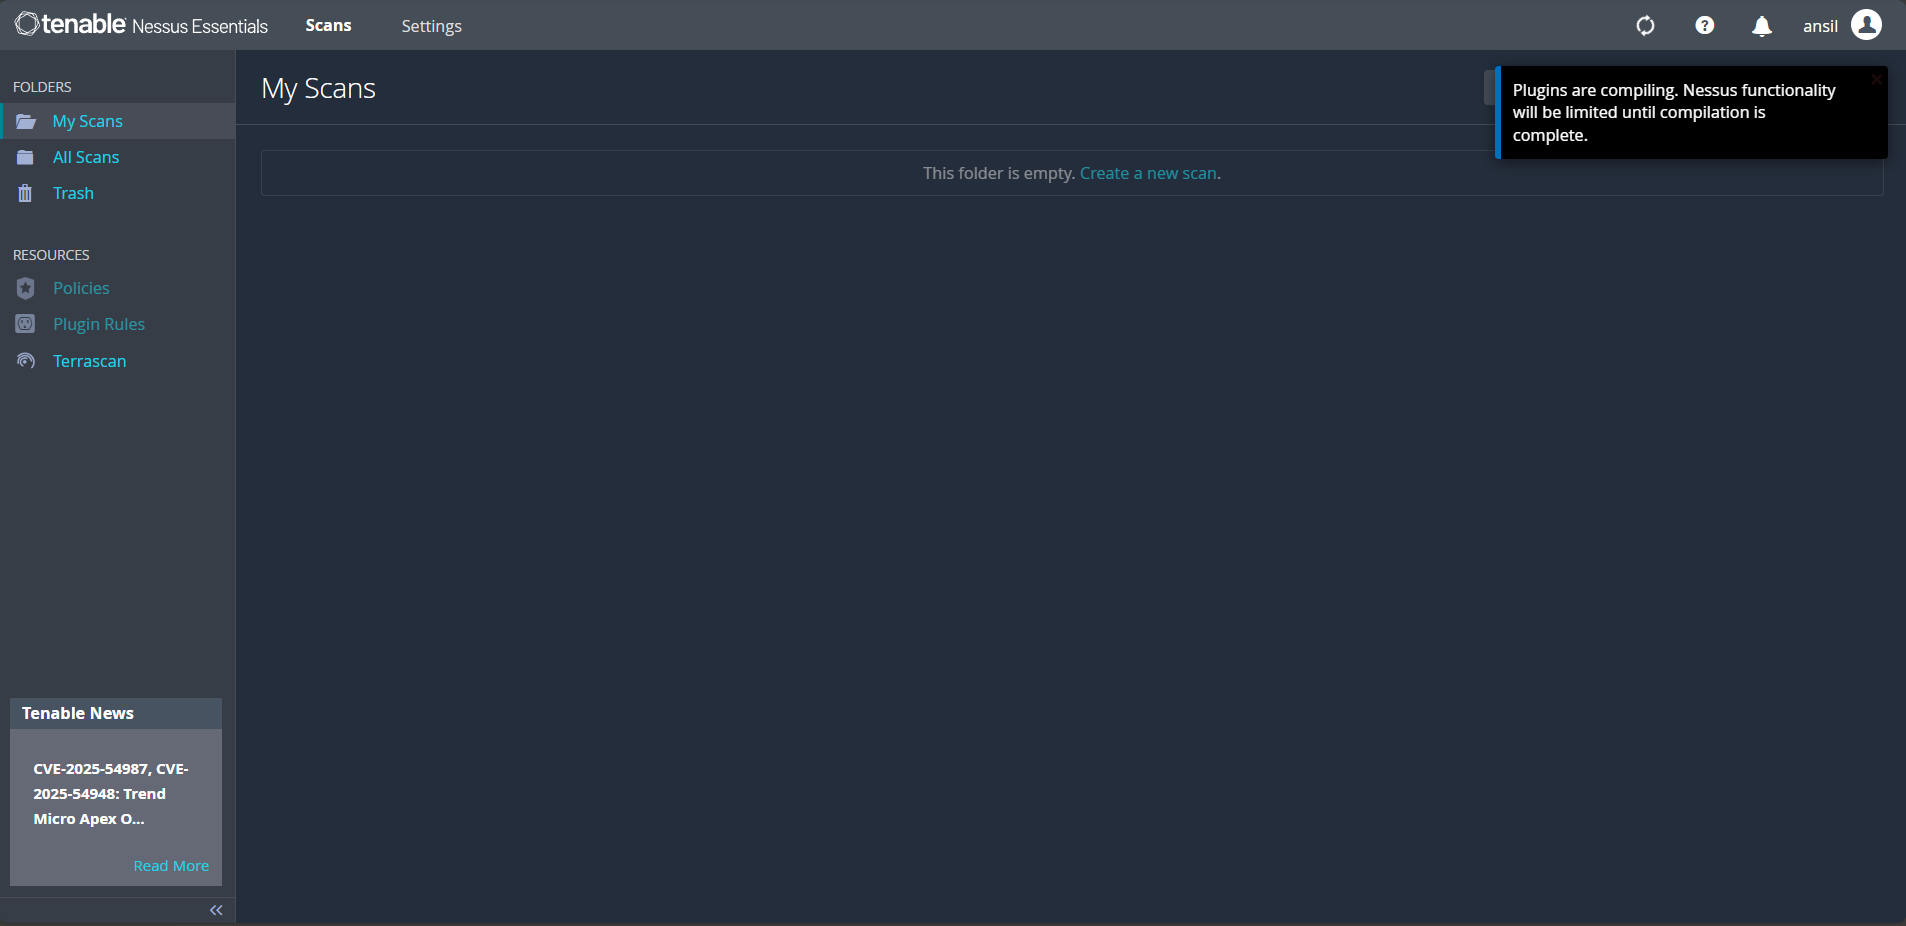 tenable Nessus Essentials
Scans
Settings
ansil
FOLDERS
My Scans
All Scans
Trash
RESOURCES
Policies
Plugin Rules
Terrascan
Tenable News
CVE-2025-54987, CVE-
2025-54948: Trend
Micro Apex O...
Read More
My Scans
Plugins are compiling. Nessus functionality
will be limited until compilation is
complete.
This folder is empty. Create a new scan.